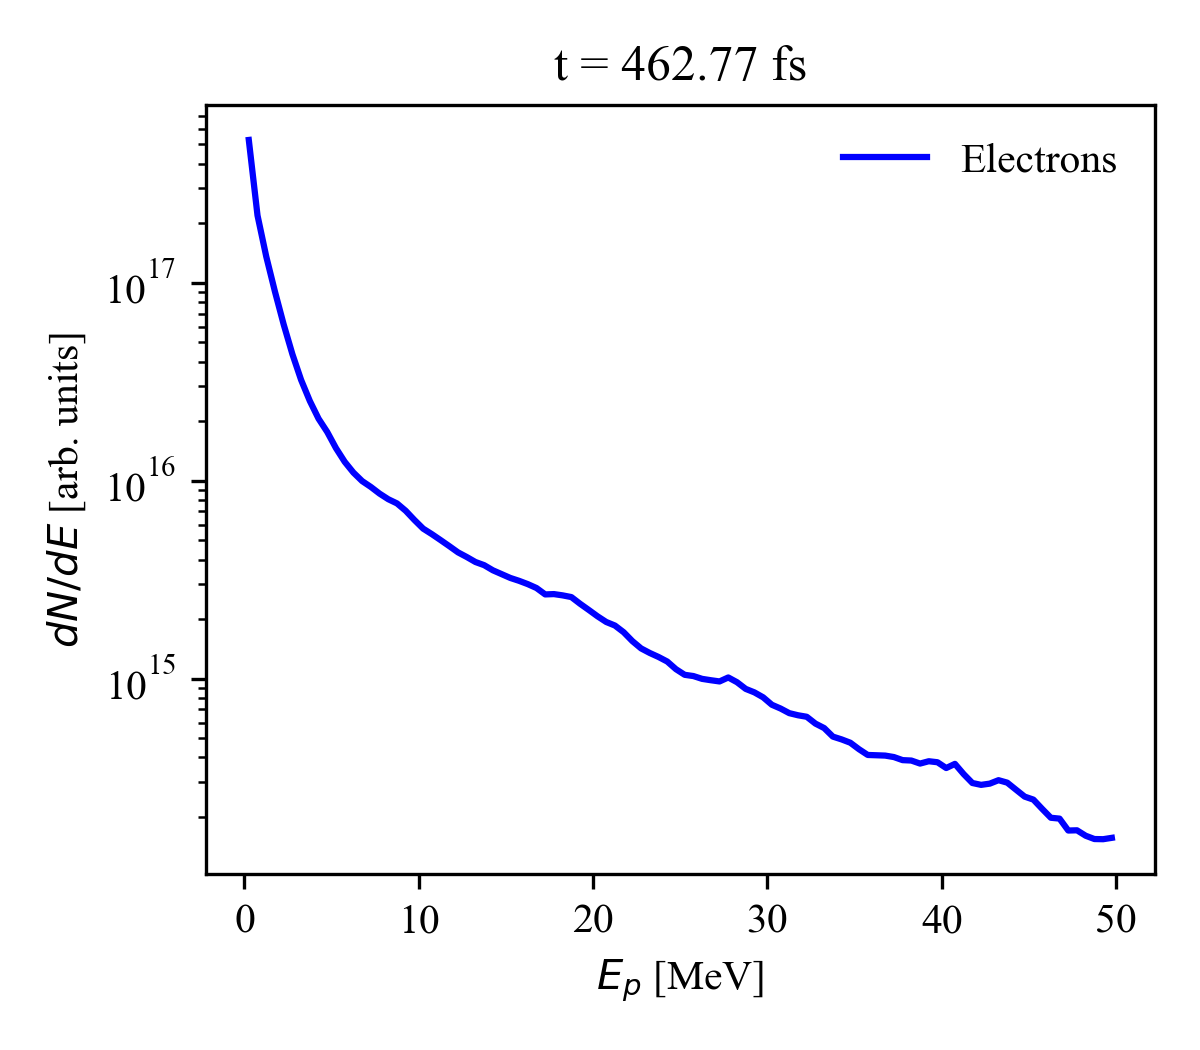 t = 462.77 fs
Electrons
10^17
10^16
10^15
dN/dE [arb. units]
0 10 20 30 40 50
E_p [MeV]